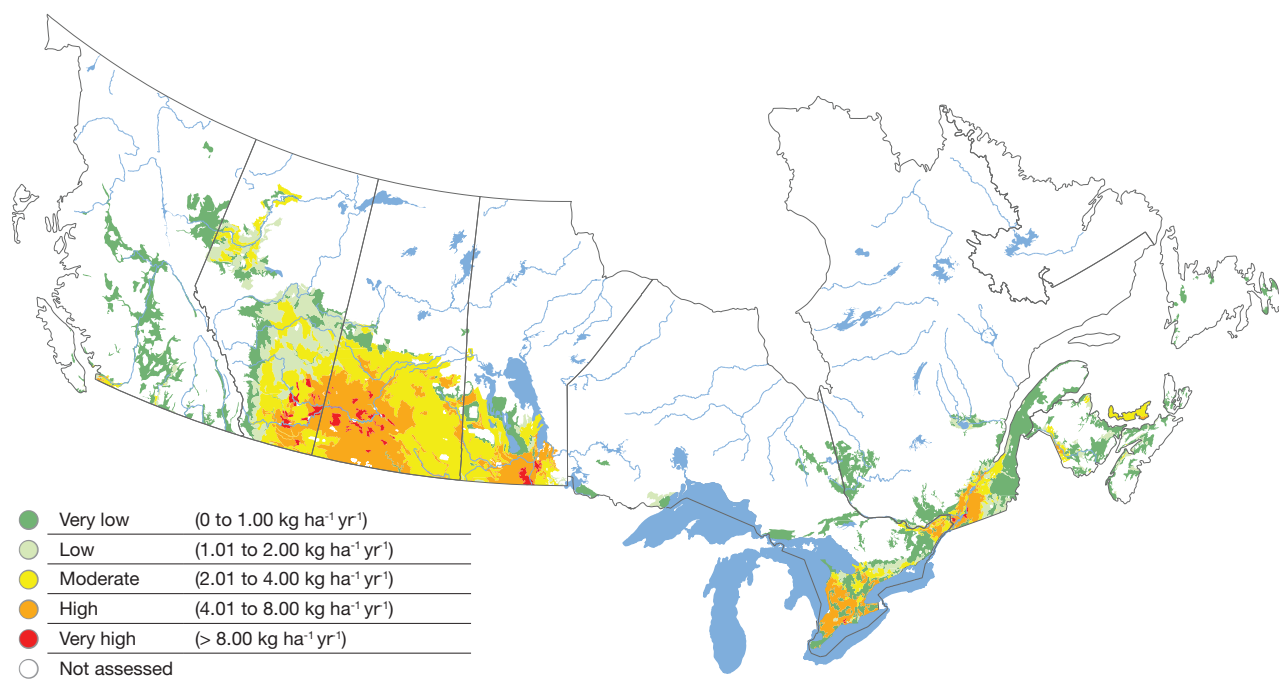 Very low (0 to 1.00 kg ha⁻¹ yr⁻¹)
Low (1.01 to 2.00 kg ha⁻¹ yr⁻¹)
Moderate (2.01 to 4.00 kg ha⁻¹ yr⁻¹)
High (4.01 to 8.00 kg ha⁻¹ yr⁻¹)
Very high (> 8.00 kg ha⁻¹ yr⁻¹)
Not assessed